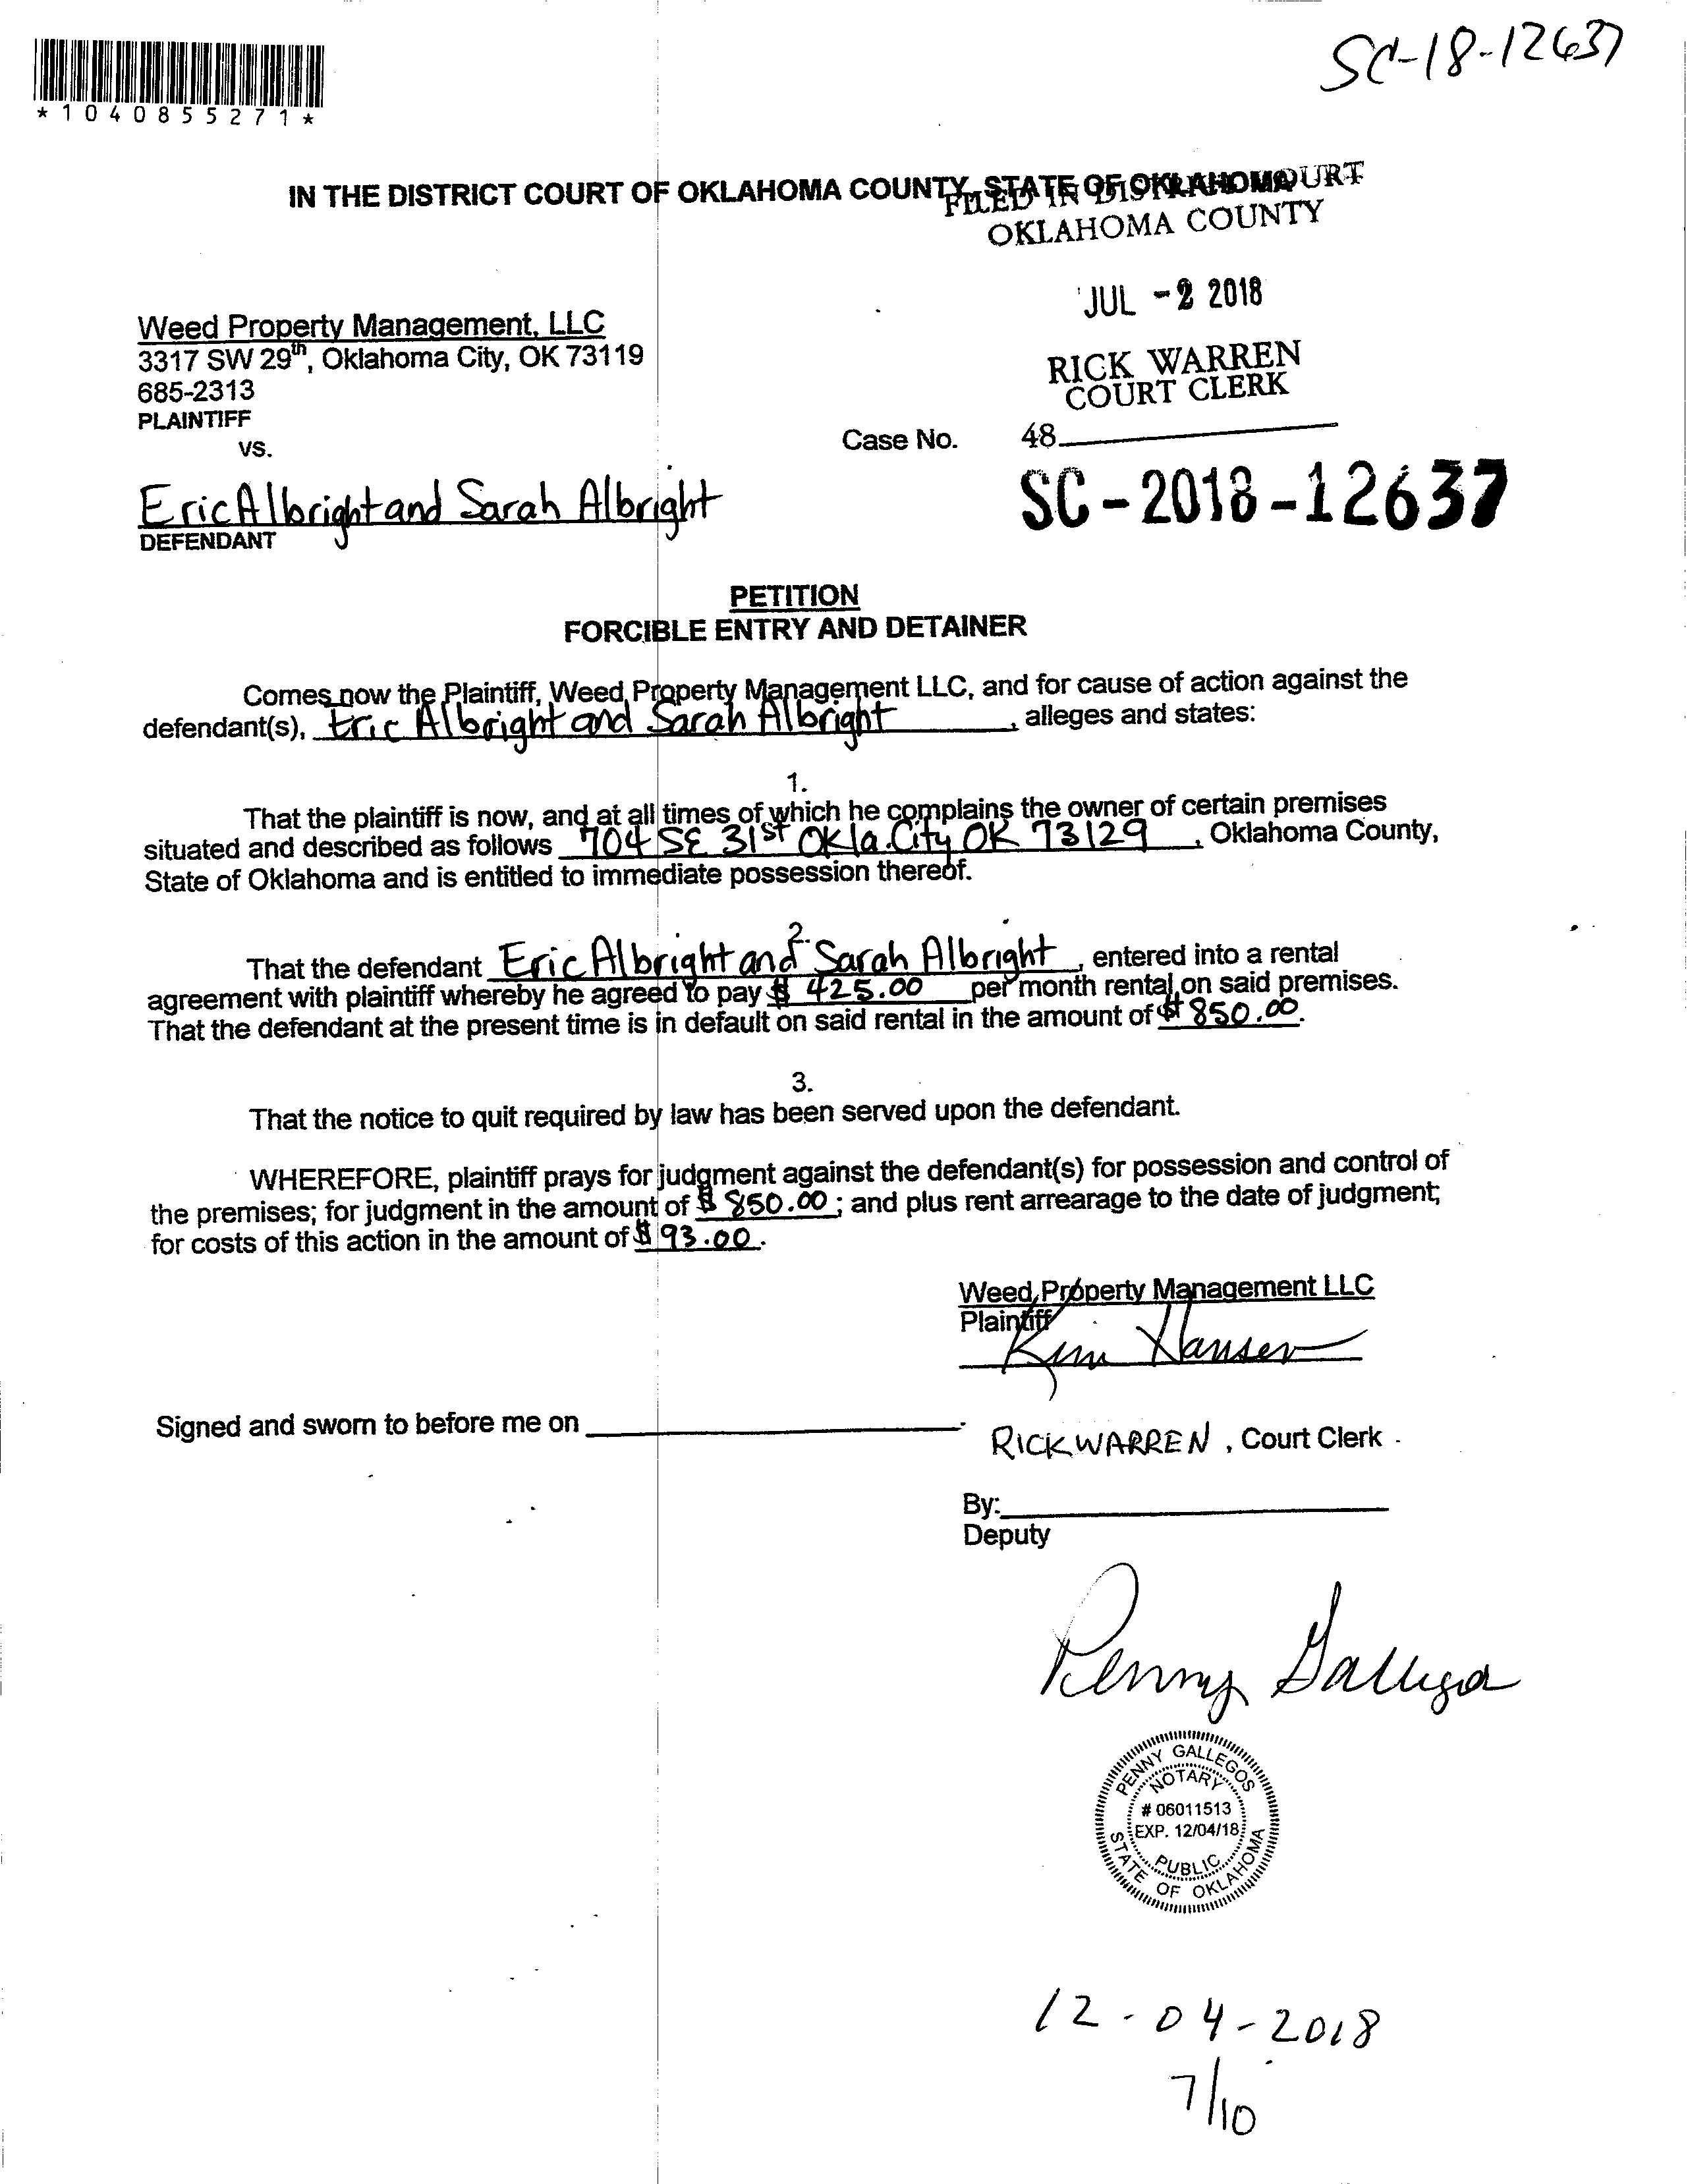 SC-18-12637
*1040855271*
IN THE DISTRICT COURT OF OKLAHOMA COUNTY, STATE OF OKLAHOMA
FILED IN DISTRICT COURT
OKLAHOMA COUNTY
JUL - 2 2018
RICK WARREN
COURT CLERK
48
Weed Property Management, LLC
3317 SW 29th, Oklahoma City, OK 73119
685-2313
PLAINTIFF
vs.
Case No.
SC-2018-12637
Eric Albright and Sarah Albright
DEFENDANT
PETITION
FORCIBLE ENTRY AND DETAINER
Comes now the Plaintiff, Weed Property Management LLC, and for cause of action against the
defendant(s), Eric Albright and Sarah Albright, alleges and states:
1.
That the plaintiff is now, and at all times of which he complains the owner of certain premises
situated and described as follows 704 SE 31st Okla. City OK 73129, Oklahoma County,
State of Oklahoma and is entitled to immediate possession thereof.
2.
That the defendant Eric Albright and Sarah Albright, entered into a rental
agreement with plaintiff whereby he agreed to pay $ 425.00 per month rental on said premises.
That the defendant at the present time is in default on said rental in the amount of $ 850.00.
3.
That the notice to quit required by law has been served upon the defendant.
WHEREFORE, plaintiff prays for judgment against the defendant(s) for possession and control of
the premises; for judgment in the amount of $ 850.00; and plus rent arrearage to the date of judgment;
for costs of this action in the amount of $ 93.00.
Weed Property Management LLC
Plaintiff
Kim Hansen
Signed and sworn to before me on
RICK WARREN, Court Clerk
By:
Deputy
Penny Gallegos
PENNY GALLEGOS
NOTARY
# 06011513
EXP. 12/04/18
PUBLIC
STATE OF OKLAHOMA
12-04-2018
7/10